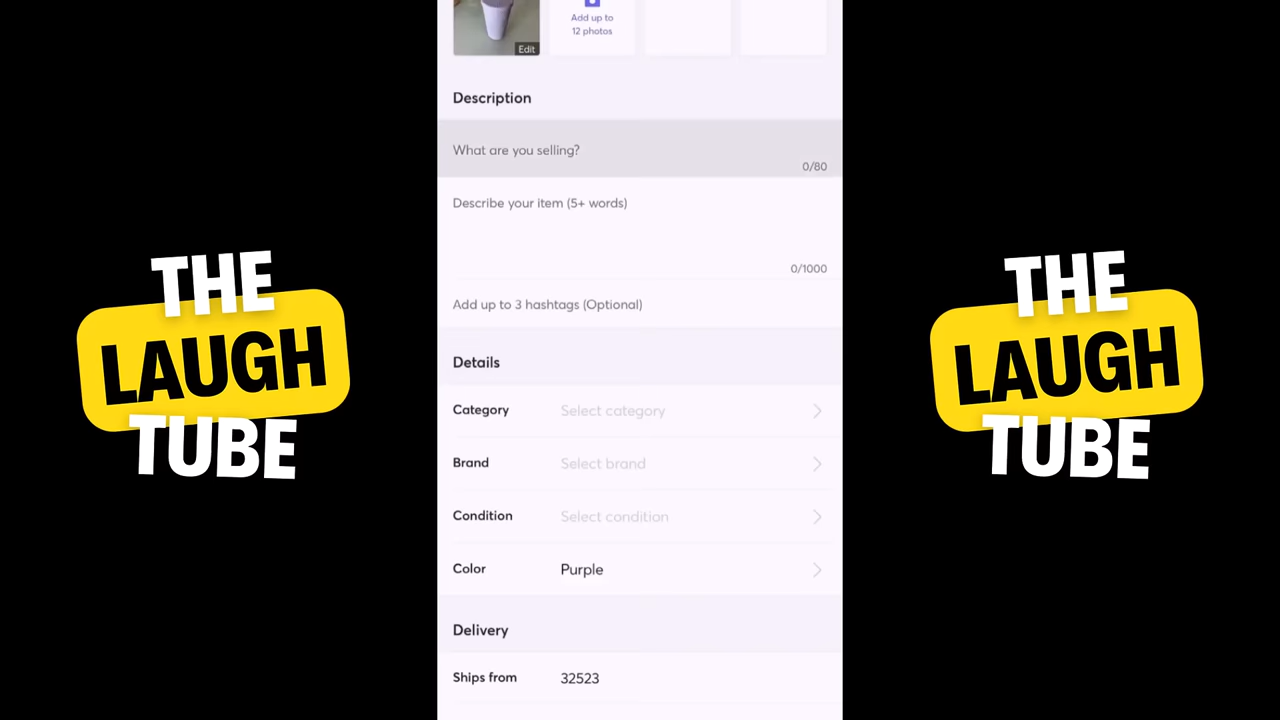 Edit
Add up to
12 photos
Description
What are you selling?
0/80
Describe your item (5+ words)
0/1000
Add up to 3 hashtags (Optional)
Details
Category Select category
Brand Select brand
Condition Select condition
Color Purple
Delivery
Ships from 32523
THE
LAUGH
TUBE
THE
LAUGH
TUBE